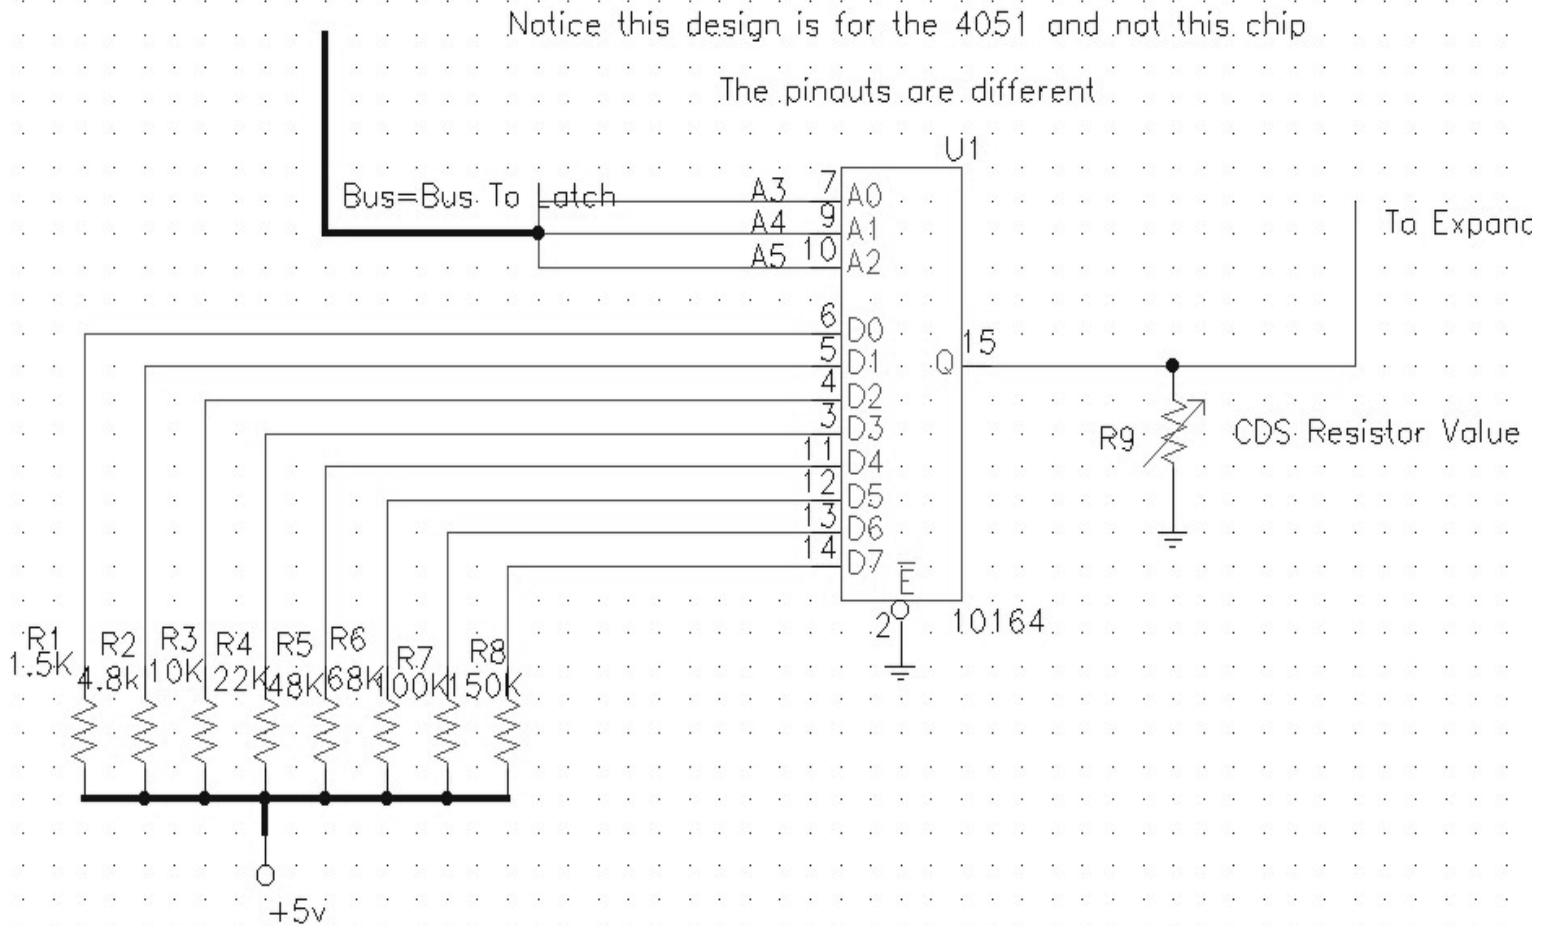 Notice this design is for the 4051 and not this chip
The pinouts are different
U1
Bus=Bus To Latch
A3 7 A0
A4 9 A1
A5 10 A2
To Expand
6 D0
5 D1
4 D2
3 D3
11 D4
12 D5
13 D6
14 D7
Q 15
R9
CDS Resistor Value
E
2
10164
R1 R2 R3 R4 R5 R6 R7 R8
1.5K 4.8k 10K 22K 48K 68K 100K 150K
+5v